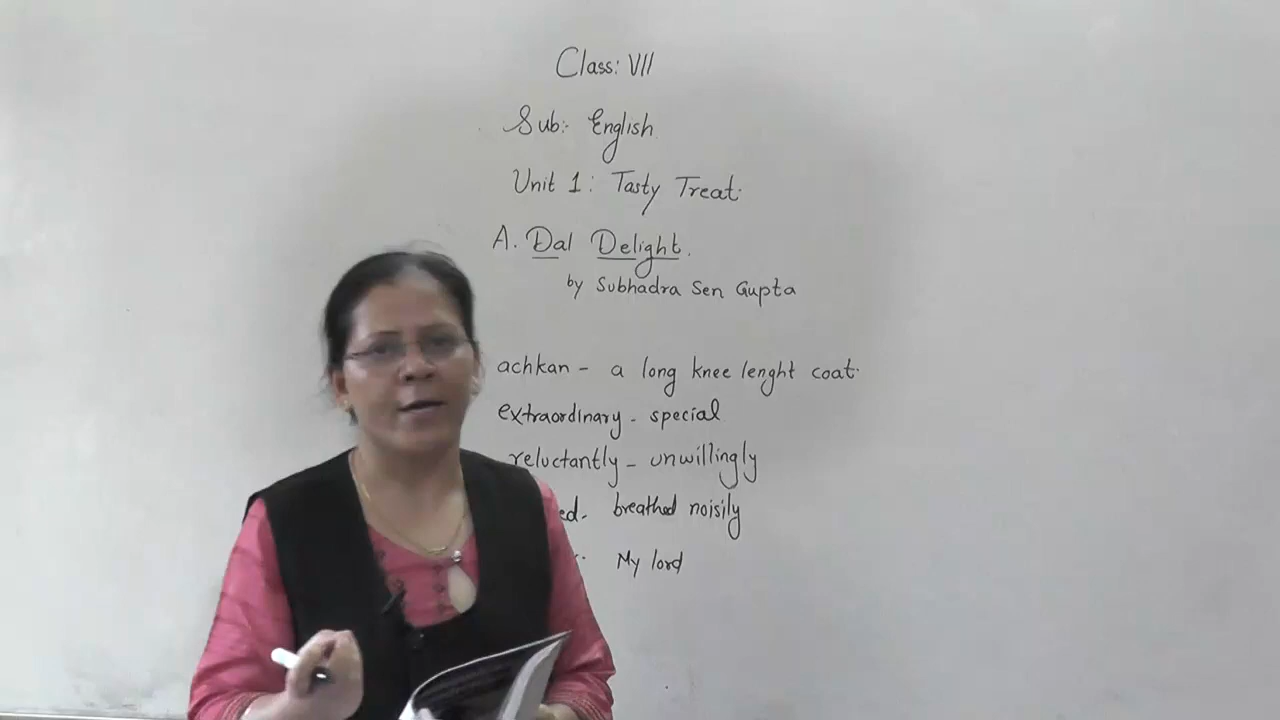 Class: VII
Sub:- English
Unit 1: Tasty Treat.
A. Dal Delight.
by Subhadra Sen Gupta
achkan - a long knee lenght coat.
extraordinary - special
reluctantly - unwillingly
ed. breathed noisily
My lord